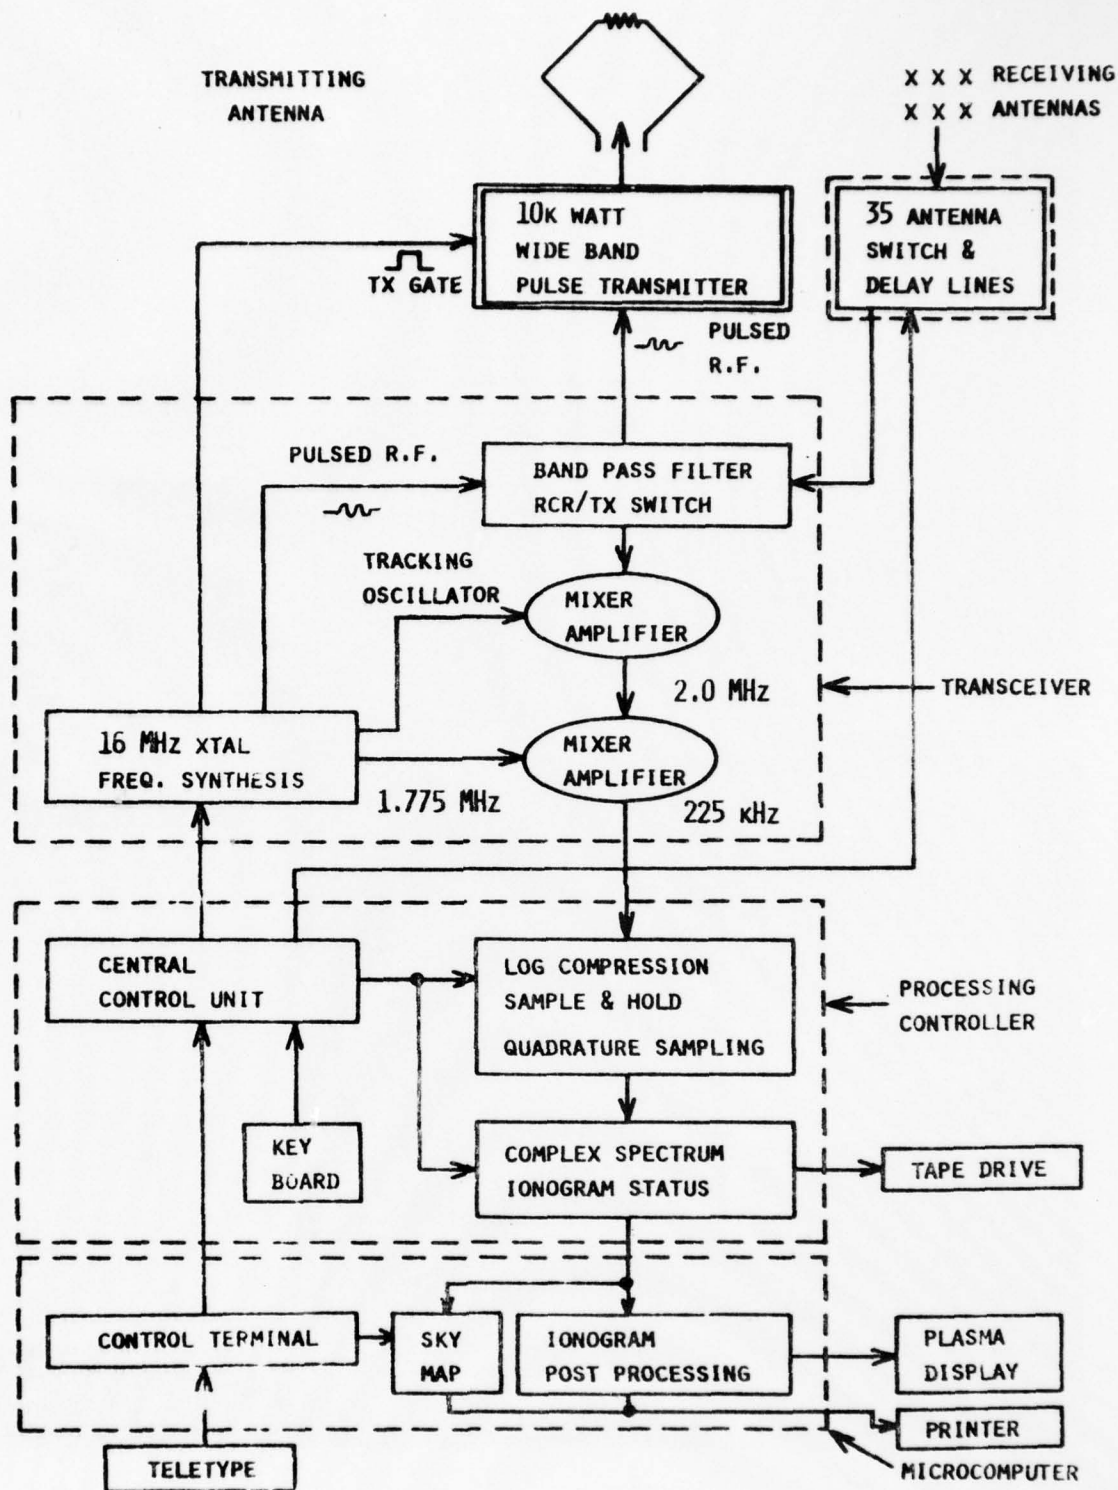 TRANSMITTING
ANTENNA
X X X RECEIVING
X X X ANTENNAS
10K WATT
WIDE BAND
PULSE TRANSMITTER
35 ANTENNA
SWITCH &
DELAY LINES
TX GATE
PULSED
R.F.
PULSED R.F.
BAND PASS FILTER
RCR/TX SWITCH
TRACKING
OSCILLATOR
MIXER
AMPLIFIER
2.0 MHz
TRANSCEIVER
16 MHz XTAL
FREQ. SYNTHESIS
MIXER
AMPLIFIER
1.775 MHz
225 KHz
CENTRAL
CONTROL UNIT
LOG COMPRESSION
SAMPLE & HOLD
QUADRATURE SAMPLING
PROCESSING
CONTROLLER
KEY
BOARD
COMPLEX SPECTRUM
IONOGRAM STATUS
TAPE DRIVE
CONTROL TERMINAL
SKY
MAP
IONOGRAM
POST PROCESSING
PLASMA
DISPLAY
PRINTER
TELETYPE
MICROCOMPUTER